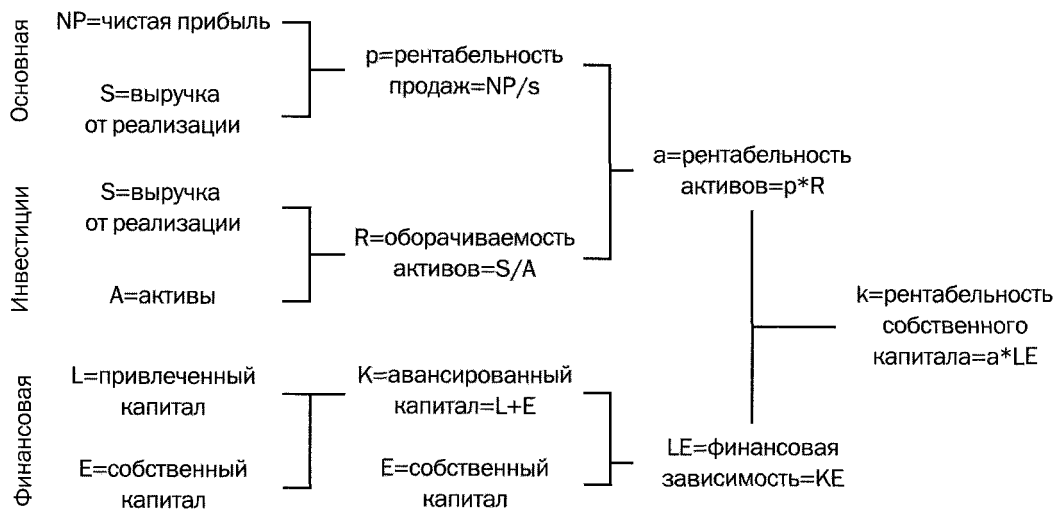 Основная
NP=чистая прибыль
S=выручка
от реализации
p=рентабельность
продаж=NP/s
Инвестиции
S=выручка
от реализации
A=активы
R=оборачиваемость
активов=S/A
a=рентабельность
активов=p*R
Финансовая
L=привлеченный
капитал
E=собственный
капитал
K=авансированный
капитал=L+E
E=собственный
капитал
LE=финансовая
зависимость=KE
k=рентабельность
собственного
капитала=a*LE